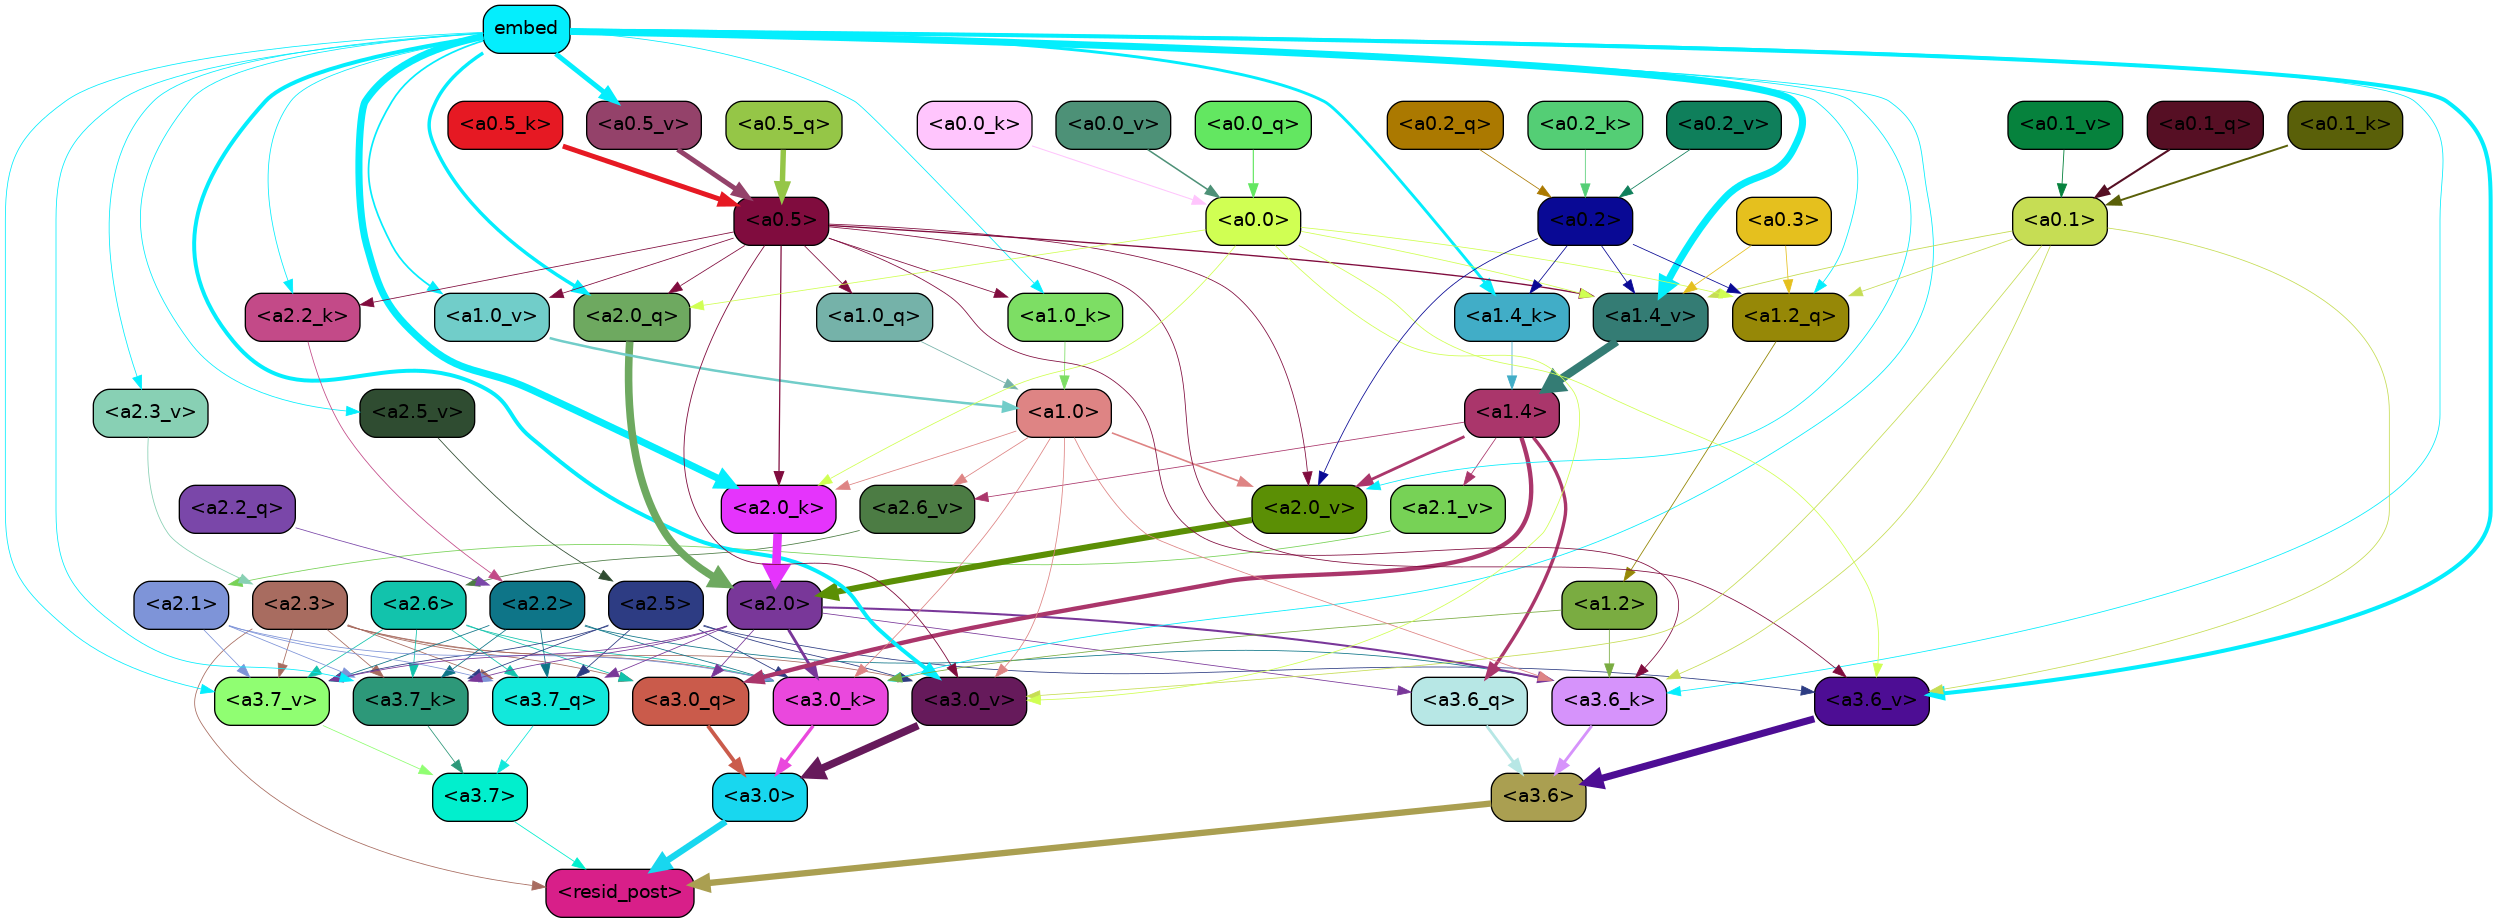 embed
<a0.5_k>
<a0.5_v>
<a0.5_q>
<a0.0_k>
<a0.0_v>
<a0.0_q>
<a0.2_q>
<a0.2_k>
<a0.2_v>
<a0.1_v>
<a0.1_q>
<a0.1_k>
<a0.5>
<a0.0>
<a0.2>
<a0.3>
<a0.1>
<a2.2_k>
<a1.0_v>
<a2.0_q>
<a1.0_q>
<a1.0_k>
<a1.4_k>
<a1.4_v>
<a1.2_q>
<a2.3_v>
<a2.5_v>
<a1.0>
<a1.4>
<a2.2_q>
<a2.0_k>
<a2.6_v>
<a2.0_v>
<a2.1_v>
<a2.1>
<a2.3>
<a2.6>
<a2.2>
<a2.5>
<a2.0>
<a1.2>
<a3.7_v>
<a3.7_k>
<a3.7_q>
<a3.0_q>
<a3.0_k>
<a3.0_v>
<a3.6_q>
<a3.6_k>
<a3.6_v>
<a3.7>
<a3.0>
<a3.6>
<resid_post>